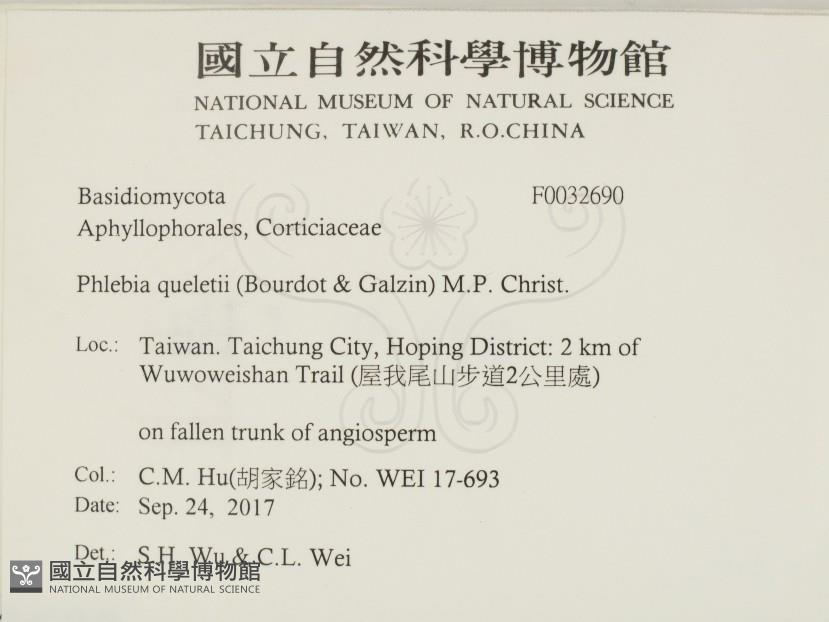 國立自然科學博物館
NATIONAL MUSEUM OF NATURAL SCIENCE
TAICHUNG, TAIWAN, R.O.CHINA
Basidiomycota F0032690
Aphyllophorales, Corticiaceae
Phlebia queletii (Bourdot & Galzin) M.P. Christ.
Loc.: Taiwan. Taichung City, Hoping District: 2 km of
Wuwoweishan Trail (屋我尾山步道2公里處)
on fallen trunk of angiosperm
Col.: C.M. Hu(胡家銘); No. WEI 17-693
Date: Sep. 24, 2017
Det.: S.H. Wu & C.L. Wei
國立自然科學博物館
NATIONAL MUSEUM OF NATURAL SCIENCE